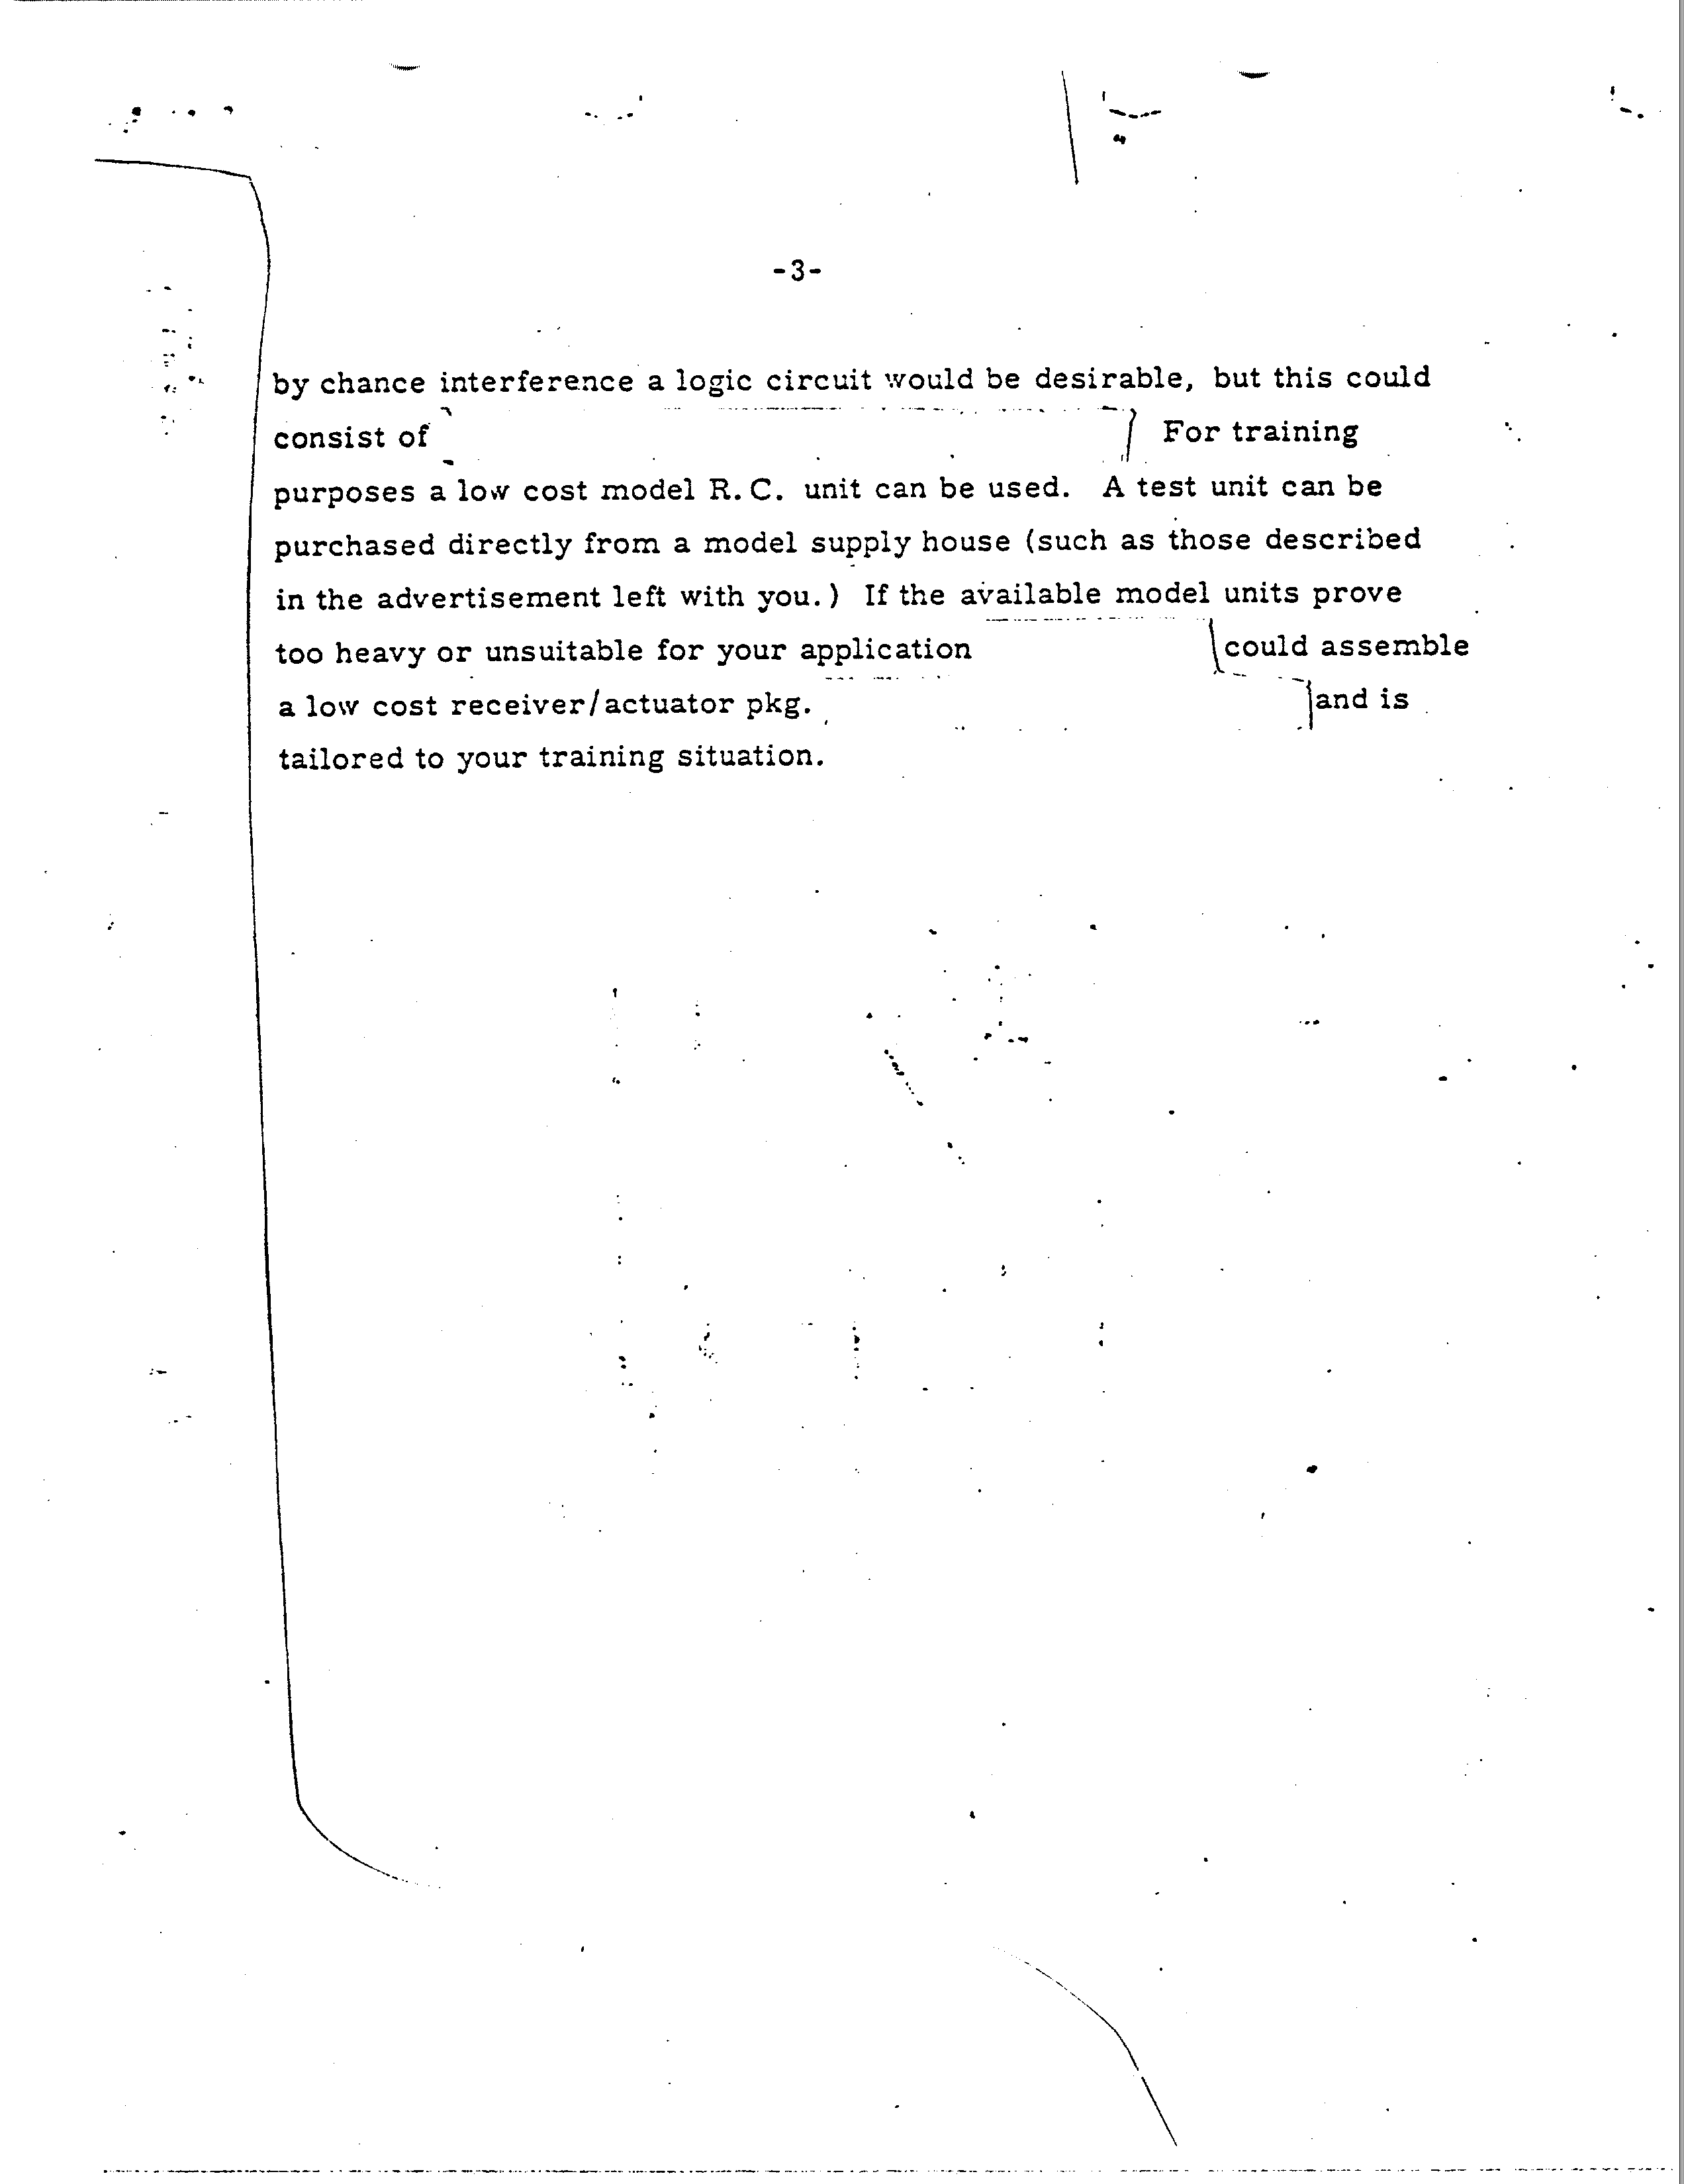 -3-
by chance interference a logic circuit would be desirable, but this could
consist of For training
purposes a low cost model R. C. unit can be used. A test unit can be
purchased directly from a model supply house (such as those described
in the advertisement left with you.) If the available model units prove
too heavy or unsuitable for your application could assemble
a low cost receiver/actuator pkg. and is
tailored to your training situation.